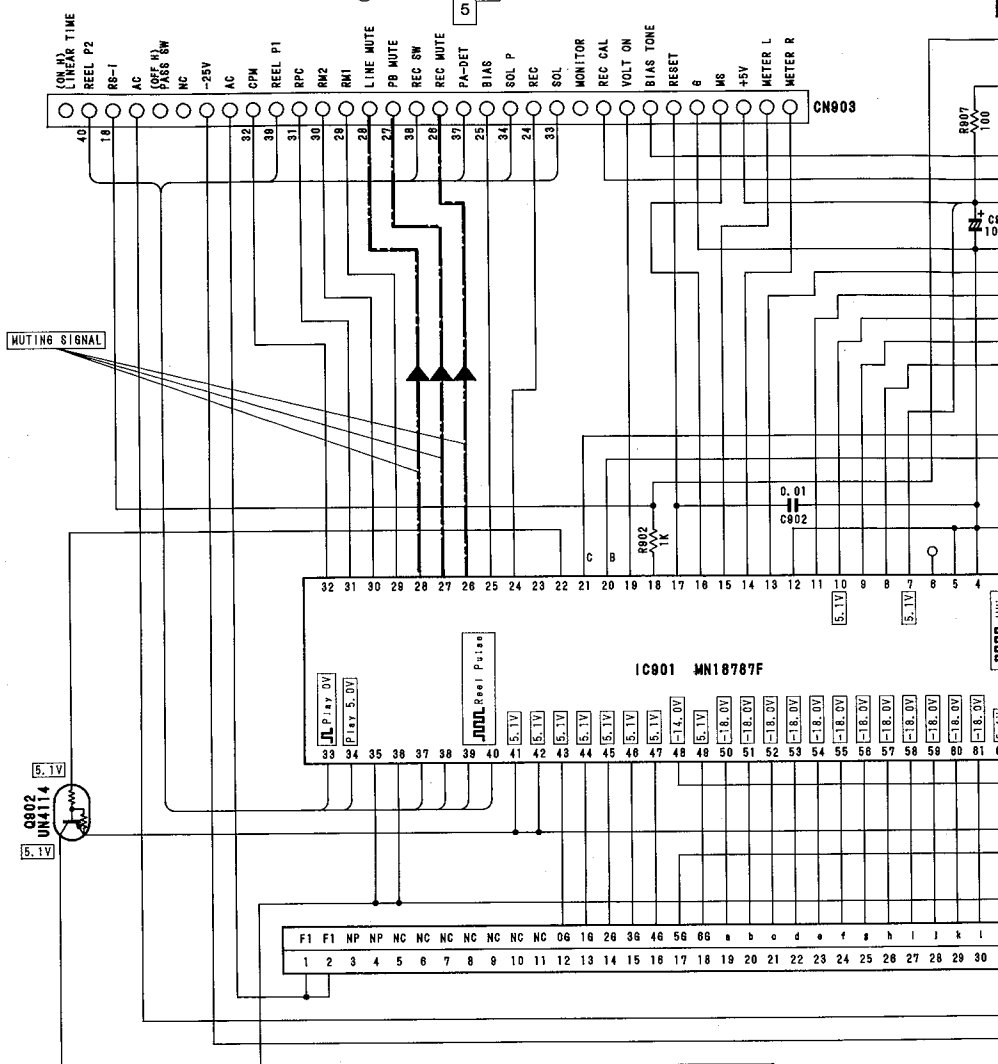 5
(ON H)
LINEAR TIME
REEL P2
RS-I
AC
(OFF H)
PASS SW
NC
-25V
AC
CPM
REEL P1
RPC
RM2
RM1
LINE MUTE
PB MUTE
REC SW
REC MUTE
PA-DET
BIAS
SOL P
REC
SOL
MONITOR
REC CAL
VOLT ON
BIAS TONE
RESET
G
MS
+5V
METER L
METER R
CN903
40 18 32 39 31 30 29 28 27 38 26 37 25 34 24 33
R907
100
+
MUTING SIGNAL
0.01
C902
R902
1K
C B
32 31 30 29 28 27 26 25 24 23 22 21 20 19 18 17 16 15 14 13 12 11 10 9 8 7 6 5 4
5.1V 5.1V
IC901 MN18787F
Play 0V
Play 5.0V
Reel Pulse
5.1V 5.1V 5.1V 5.1V 5.1V 5.1V 5.1V -14.0V 5.1V -18.0V -18.0V -18.0V -18.0V -18.0V -18.0V -18.0V -18.0V -18.0V -18.0V -18.0V -18.0V
33 34 35 36 37 38 39 40 41 42 43 44 45 46 47 48 49 50 51 52 53 54 55 56 57 58 59 60 61
5.1V
Q902
UN4114
5.1V
F1 F1 NP NP NC NC NC NC NC NC NC 0G 1G 2G 3G 4G 5G 6G a b c d e f g h i j k l
1 2 3 4 5 6 7 8 9 10 11 12 13 14 15 16 17 18 19 20 21 22 23 24 25 26 27 28 29 30